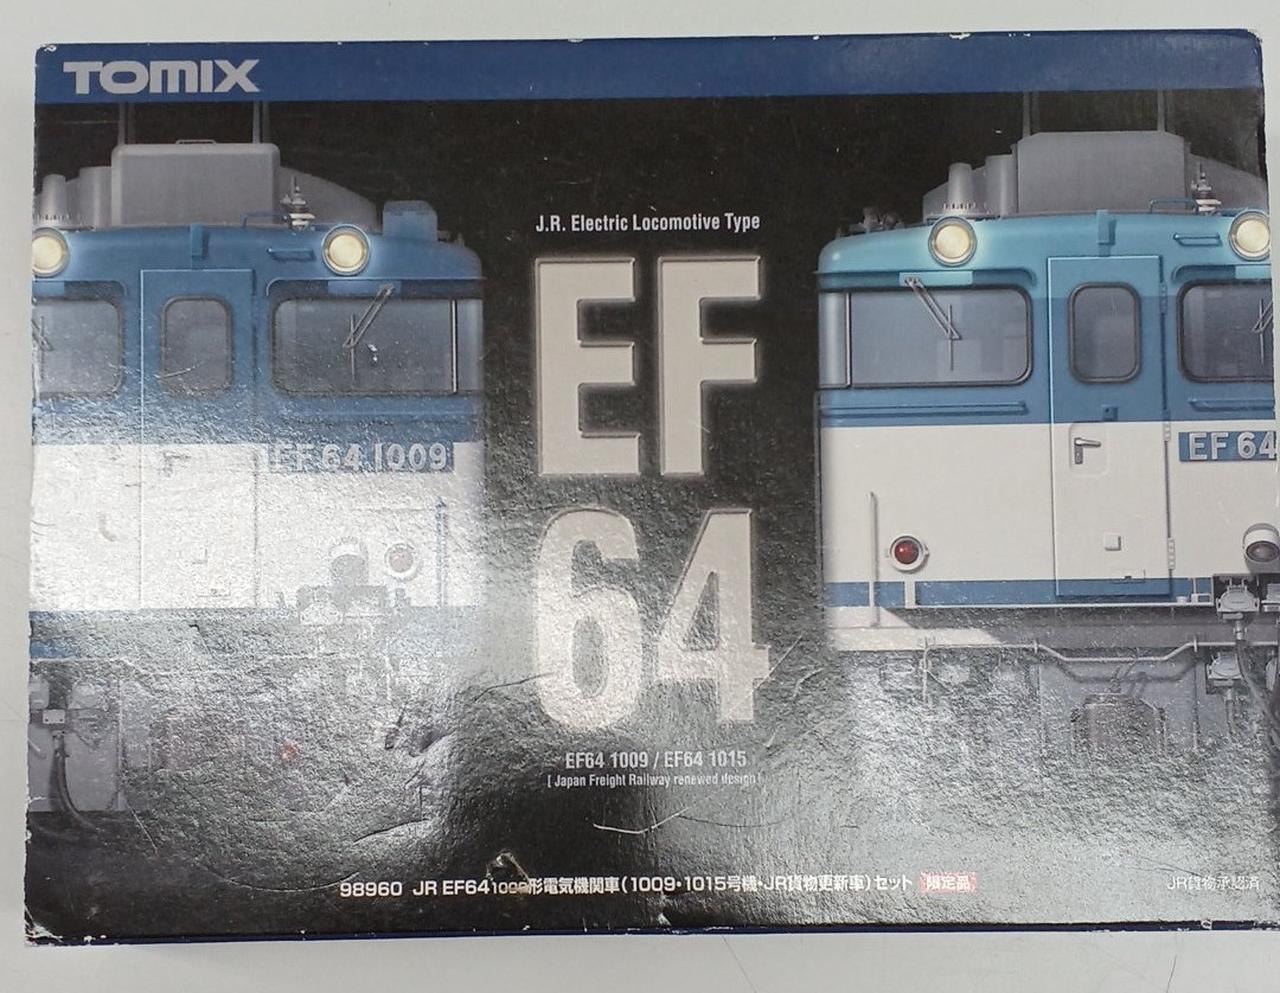 TOMIX
J.R. Electric Locomotive Type
EF
64
EF 64 1009
EF 64
EF64 1009 / EF64 1015
[ Japan Freight Railway renewed design ]
98960 JR EF64 1000形電気機関車(1009・1015号機・JR貨物更新車)セット 限定品
JR貨物承認済